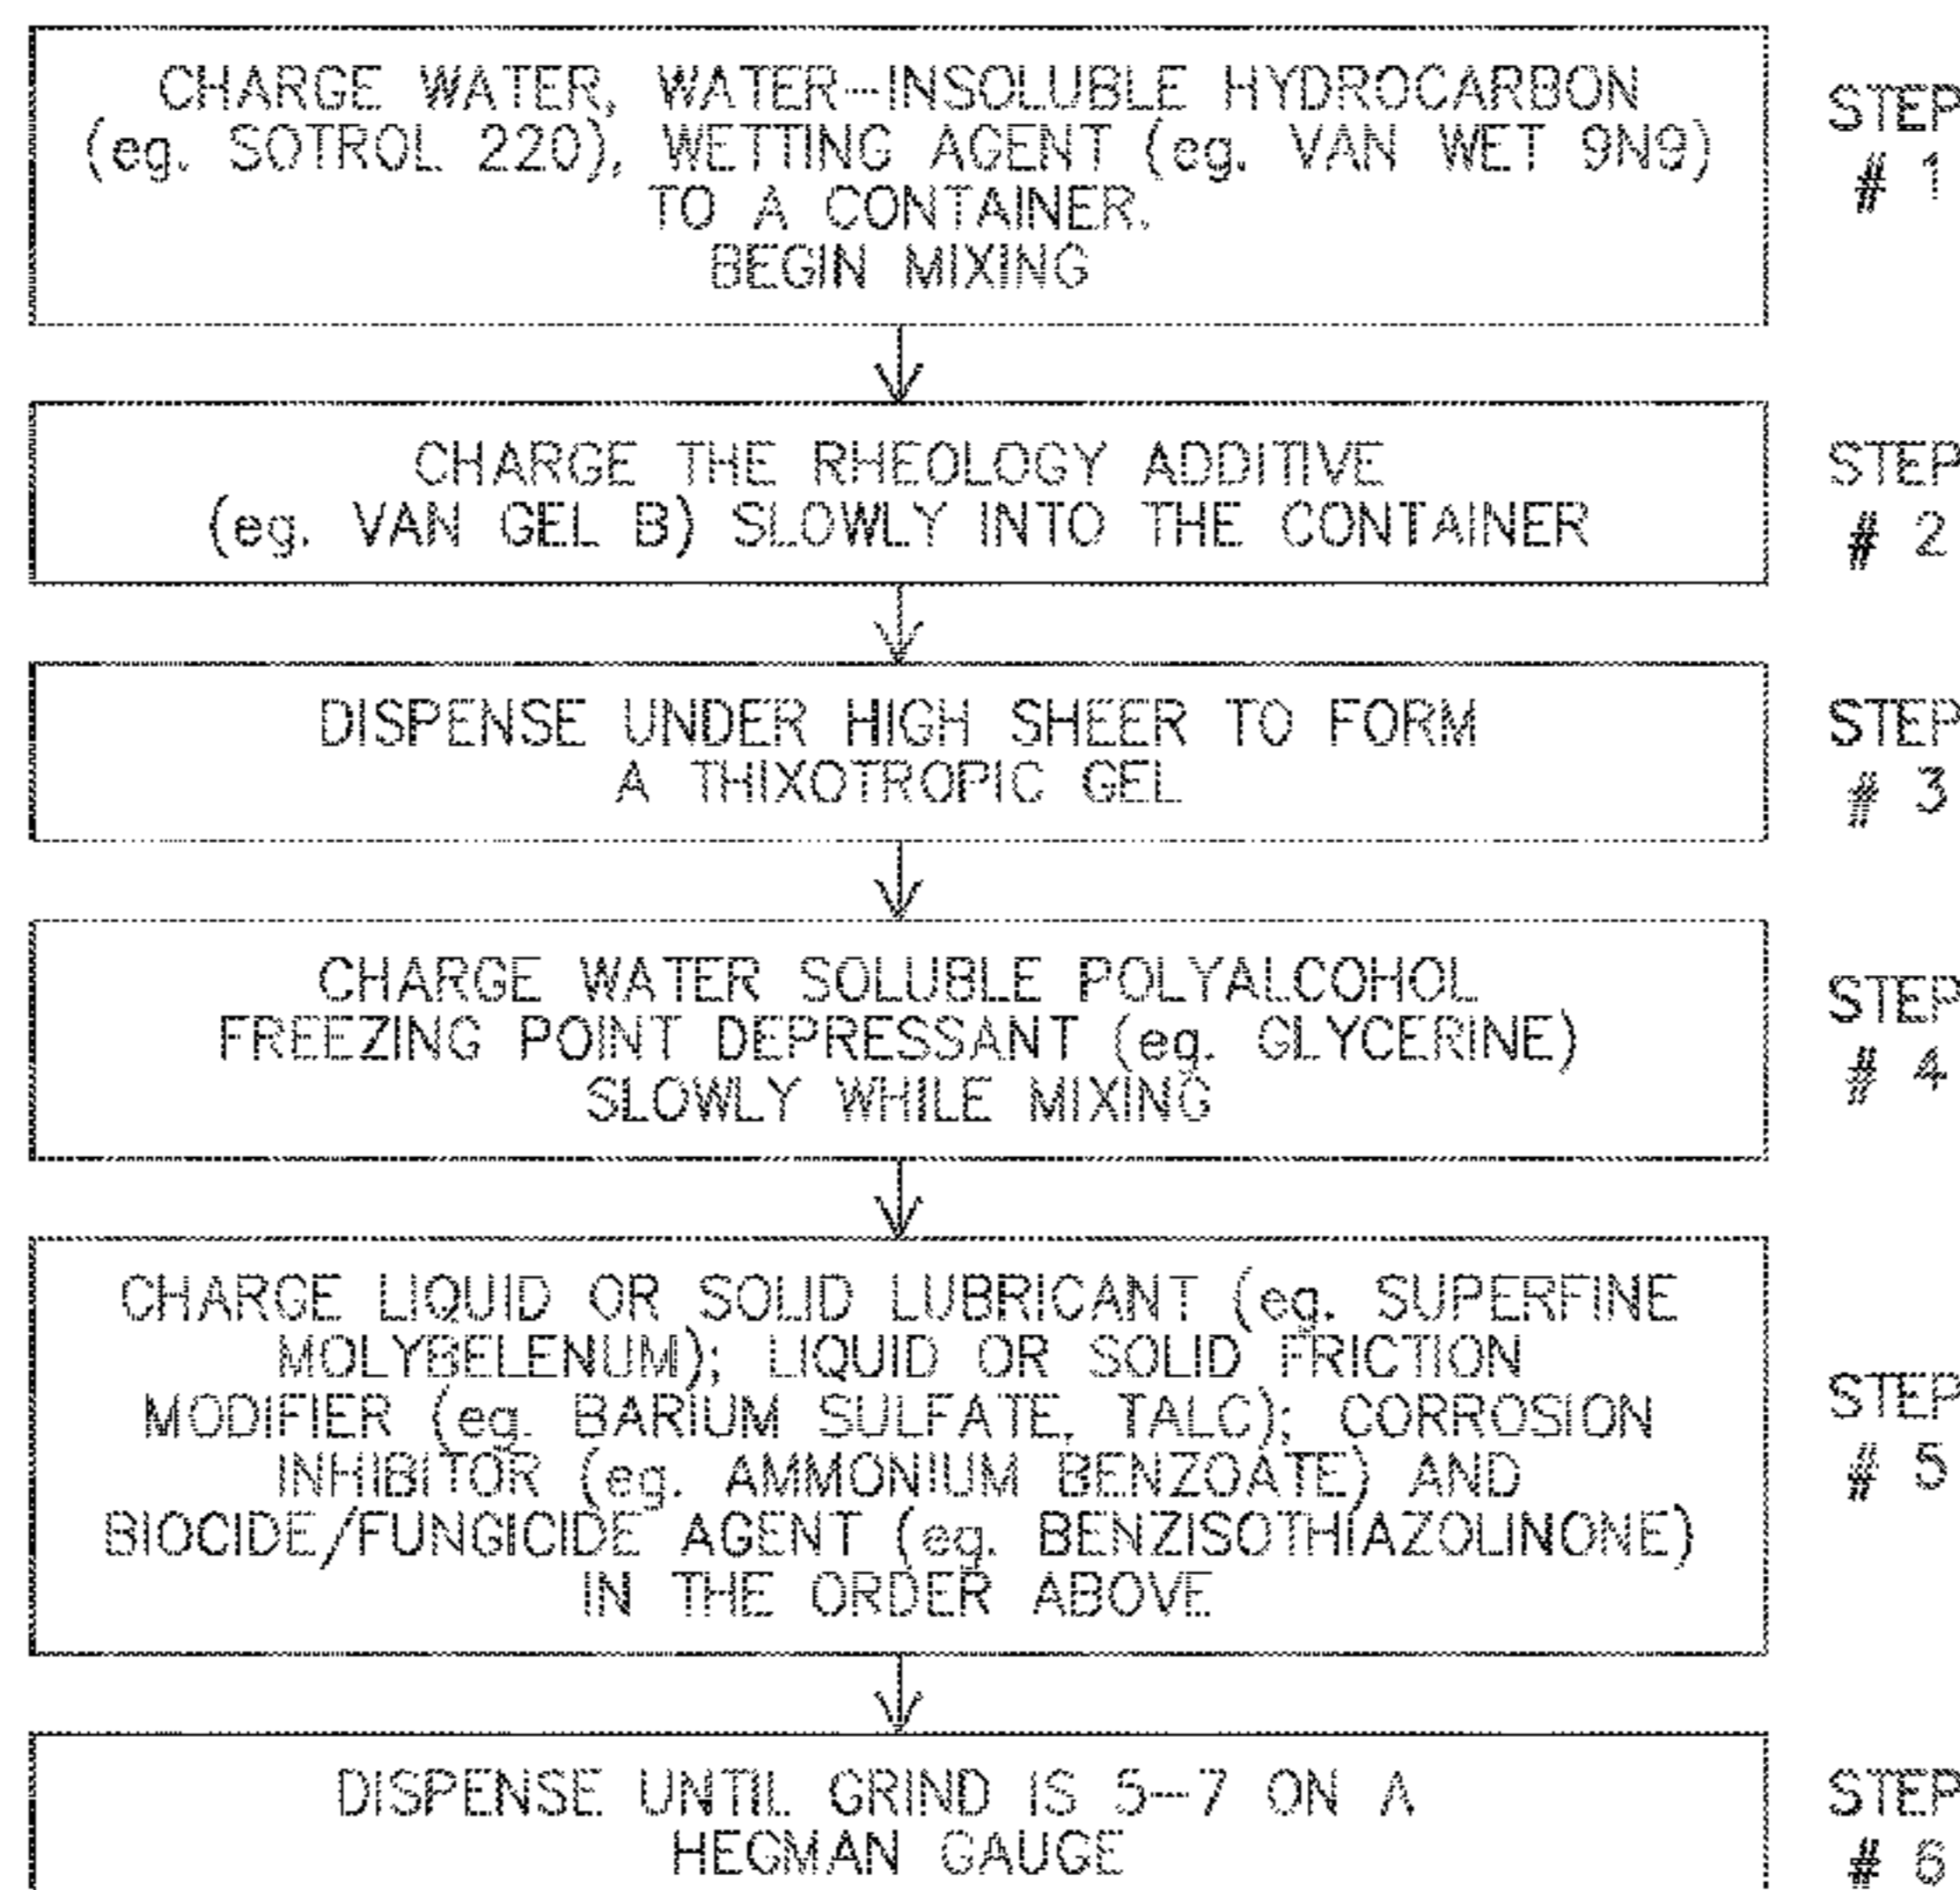 CHARGE WATER, WATER-INSOLUBLE HYDROCARBON
(eg. SOTROL 220), WETTING AGENT (eg. VAN WET 9N9)
TO A CONTAINER.
BEGIN MIXING
STEP
# 1
CHARGE THE RHEOLOGY ADDITIVE
(eg. VAN GEL B) SLOWLY INTO THE CONTAINER
STEP
# 2
DISPENSE UNDER HIGH SHEER TO FORM
A THIXOTROPIC GEL
STEP
# 3
CHARGE WATER SOLUBLE POLYALCOHOL
FREEZING POINT DEPRESSANT (eg. GLYCERINE)
SLOWLY WHILE MIXING
STEP
# 4
CHARGE LIQUID OR SOLID LUBRICANT (eg. SUPERFINE
MOLYBELENUM); LIQUID OR SOLID FRICTION
MODIFIER (eg. BARIUM SULFATE, TALC); CORROSION
INHIBITOR (eg. AMMONIUM BENZOATE) AND
BIOCIDE/FUNGICIDE AGENT (eg. BENZISOTHIAZOLINONE)
IN THE ORDER ABOVE
STEP
# 5
DISPENSE UNTIL GRIND IS 5-7 ON A
HEGMAN GAUGE
STEP
# 6